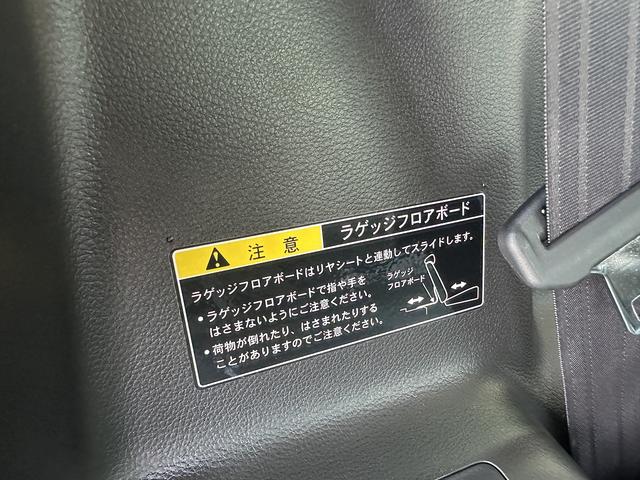 注意
ラゲッジフロアボード
ラゲッジフロアボードはリヤシートと連動してスライドします。
• ラゲッジフロアボードで指や手を
はさまないようにご注意ください。
• 荷物が倒れたり、はさまれたりする
ことがありますのでご注意ください。
ラゲッジ
フロアボード